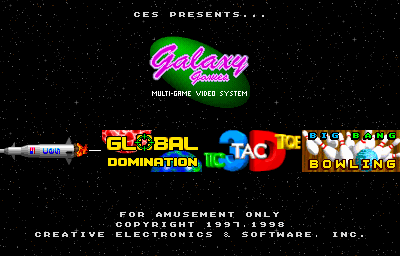 CES PRESENTS...
Galaxy
Games
MULTI-GAME VIDEO SYSTEM
GLOBAL
DOMINATION
TIC TAC TOE
3D
BIG BANG
BOWLING
FOR AMUSEMENT ONLY
COPYRIGHT 1997,1998
CREATIVE ELECTRONICS & SOFTWARE, INC.